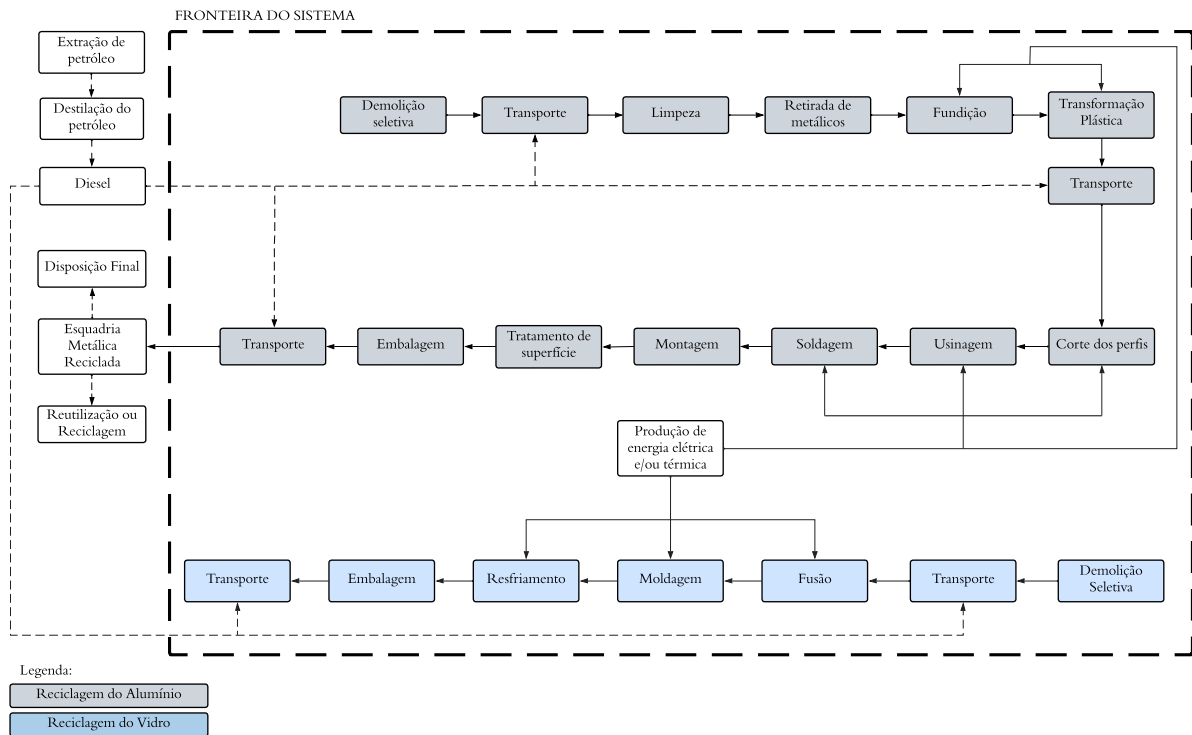 FRONTEIRA DO SISTEMA
Extração de
petróleo
Destilação do
petróleo
Diesel
Demolição
seletiva
Transporte
Limpeza
Retirada de
metálicos
Fundição
Transformação
Plástica
Transporte
Disposição Final
Esquadria
Metálica
Reciclada
Reutilização ou
Reciclagem
Transporte
Embalagem
Tratamento de
superfície
Montagem
Soldagem
Usinagem
Corte dos perfis
Produção de
energia elétrica
e/ou térmica
Transporte
Embalagem
Resfriamento
Moldagem
Fusão
Transporte
Demolição
Seletiva
Legenda:
Reciclagem do Alumínio
Reciclagem do Vidro